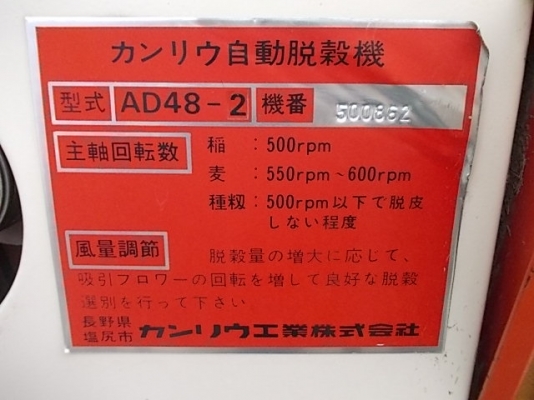 カンリウ自動脱穀機
型式 AD48-2 機番 500862
主軸回転数 稲：500rpm
麦：550rpm～600rpm
種籾：500rpm以下で脱皮
しない程度
風量調節 脱穀量の増大に応じて、
吸引フロワーの回転を増して良好な脱穀
選別を行って下さい
長野県
塩尻市 カンリウ工業株式会社